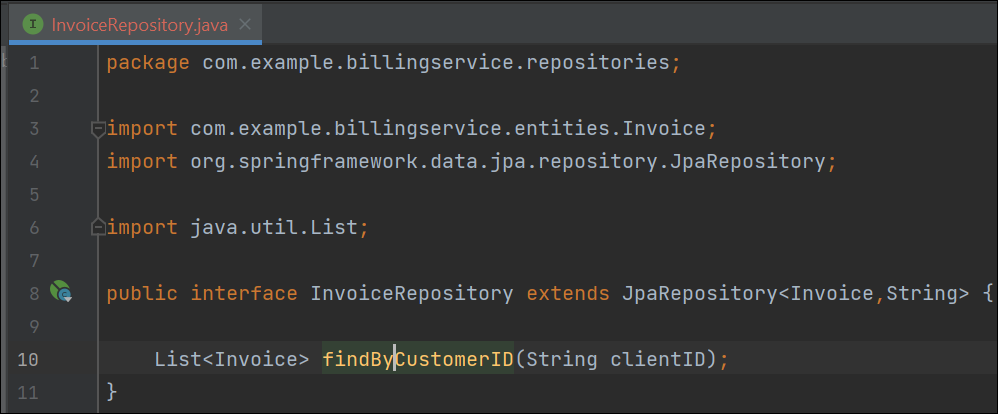 I InvoiceRepository.java ×
1 package com.example.billingservice.repositories;
2
3 import com.example.billingservice.entities.Invoice;
4 import org.springframework.data.jpa.repository.JpaRepository;
5
6 import java.util.List;
7
8 public interface InvoiceRepository extends JpaRepository<Invoice,String> {
9
10 List<Invoice> findByCustomerID(String clientID);
11 }